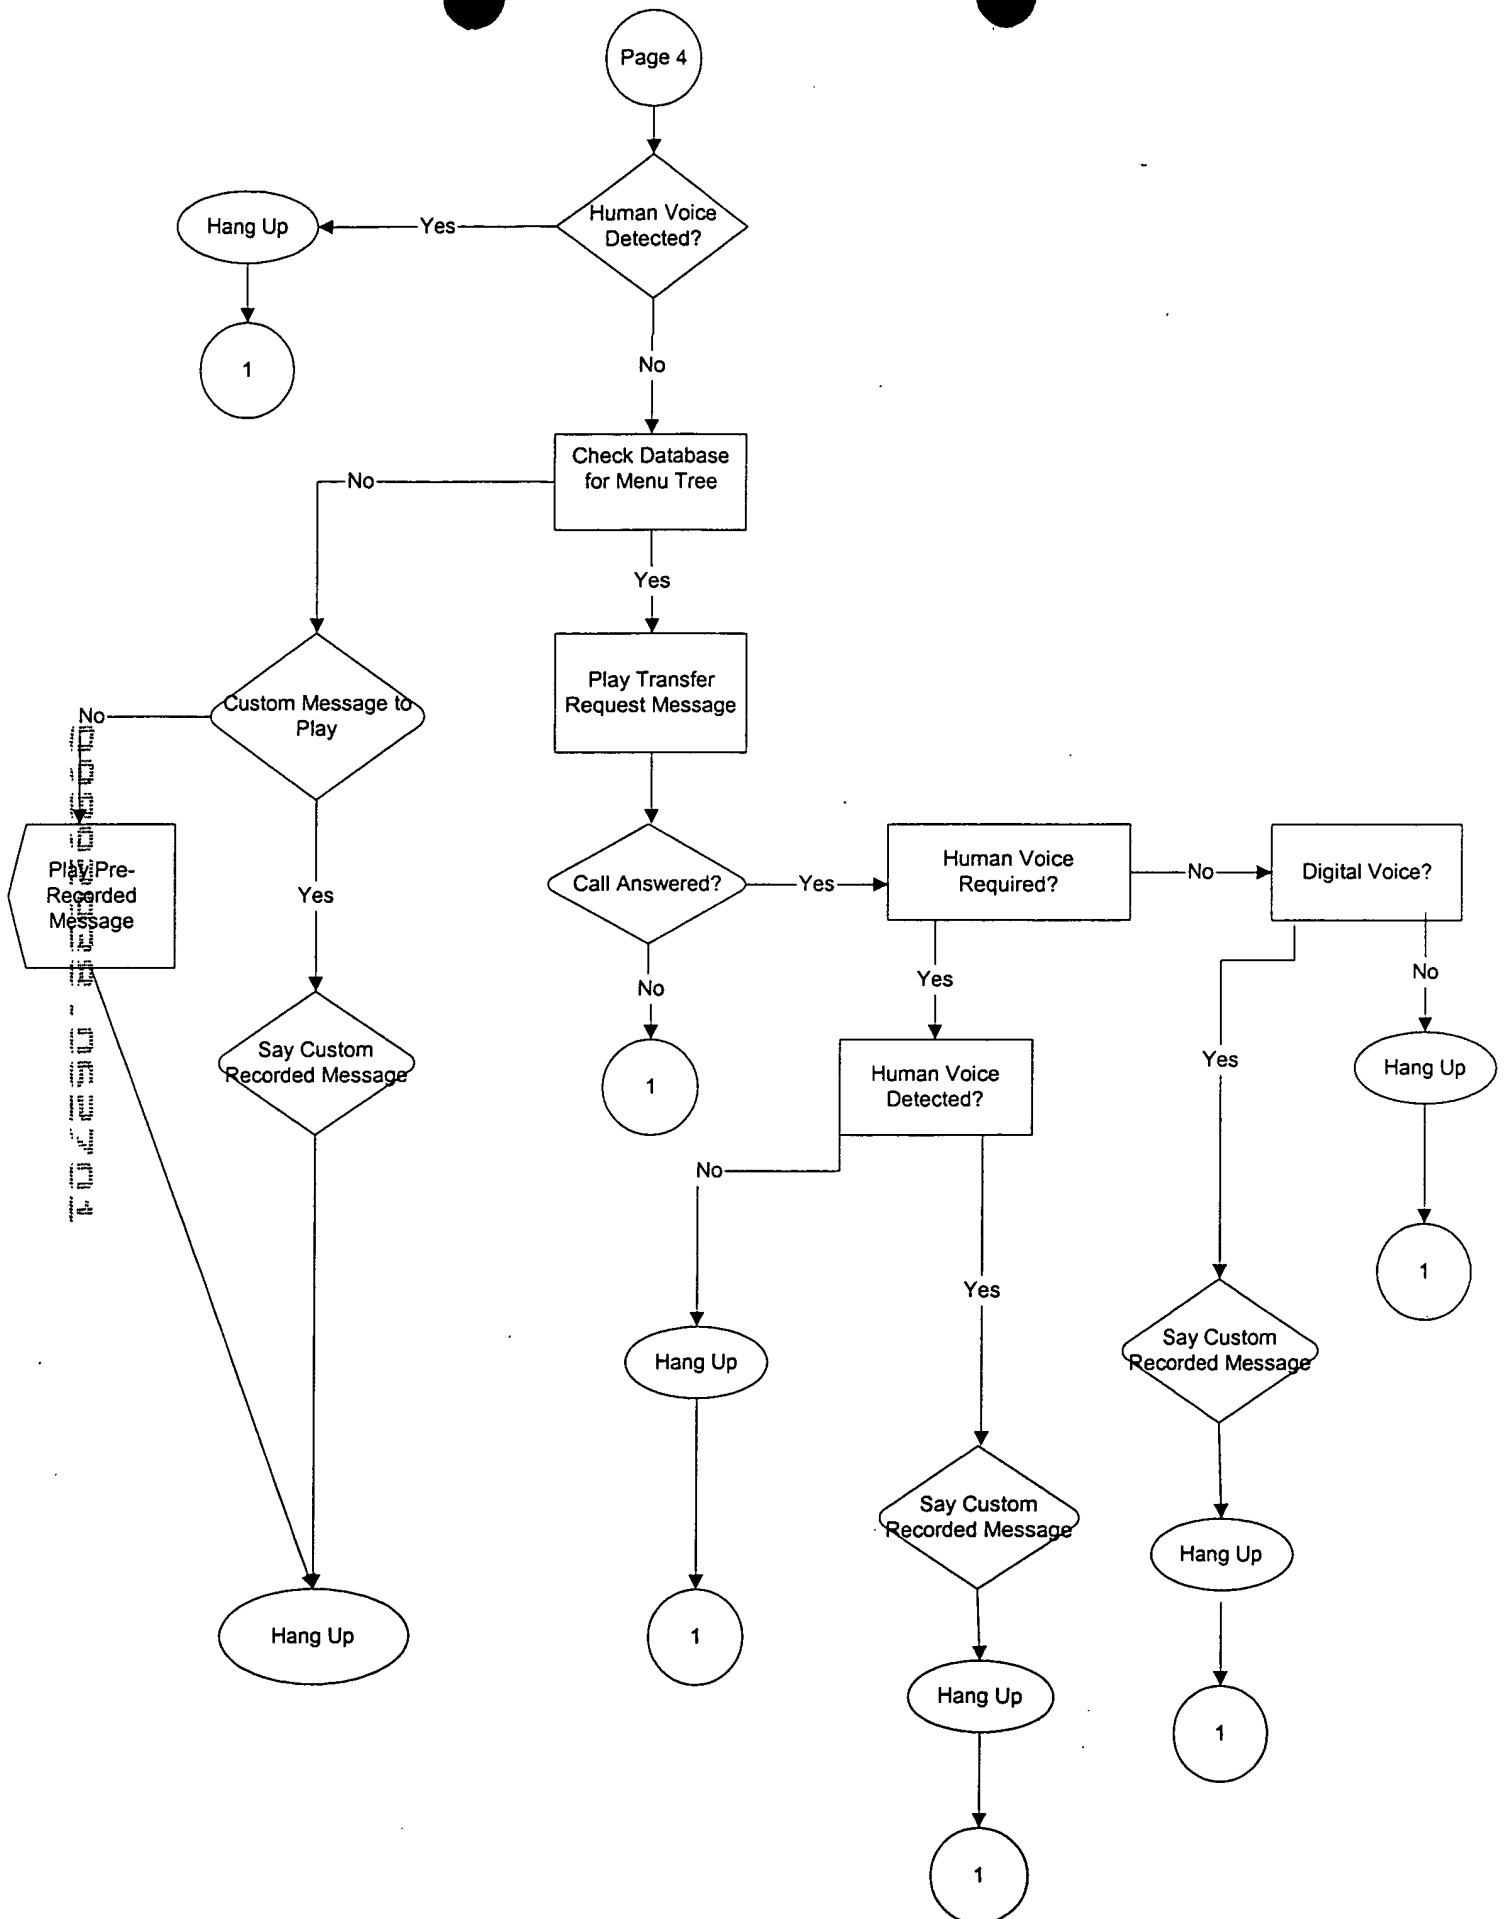 Page 4
Human Voice
Detected?
Yes
Hang Up
1
No
Check Database
for Menu Tree
No
Yes
Play Transfer
Request Message
Custom Message to
Play
No
Play Pre-
Recorded
Message
Yes
Say Custom
Recorded Message
Hang Up
Call Answered?
Yes
No
1
Human Voice
Required?
No
Digital Voice?
Yes
Human Voice
Detected?
No
Hang Up
1
Yes
Say Custom
Recorded Message
Hang Up
1
Yes
Say Custom
Recorded Message
Hang Up
1
No
Hang Up
1